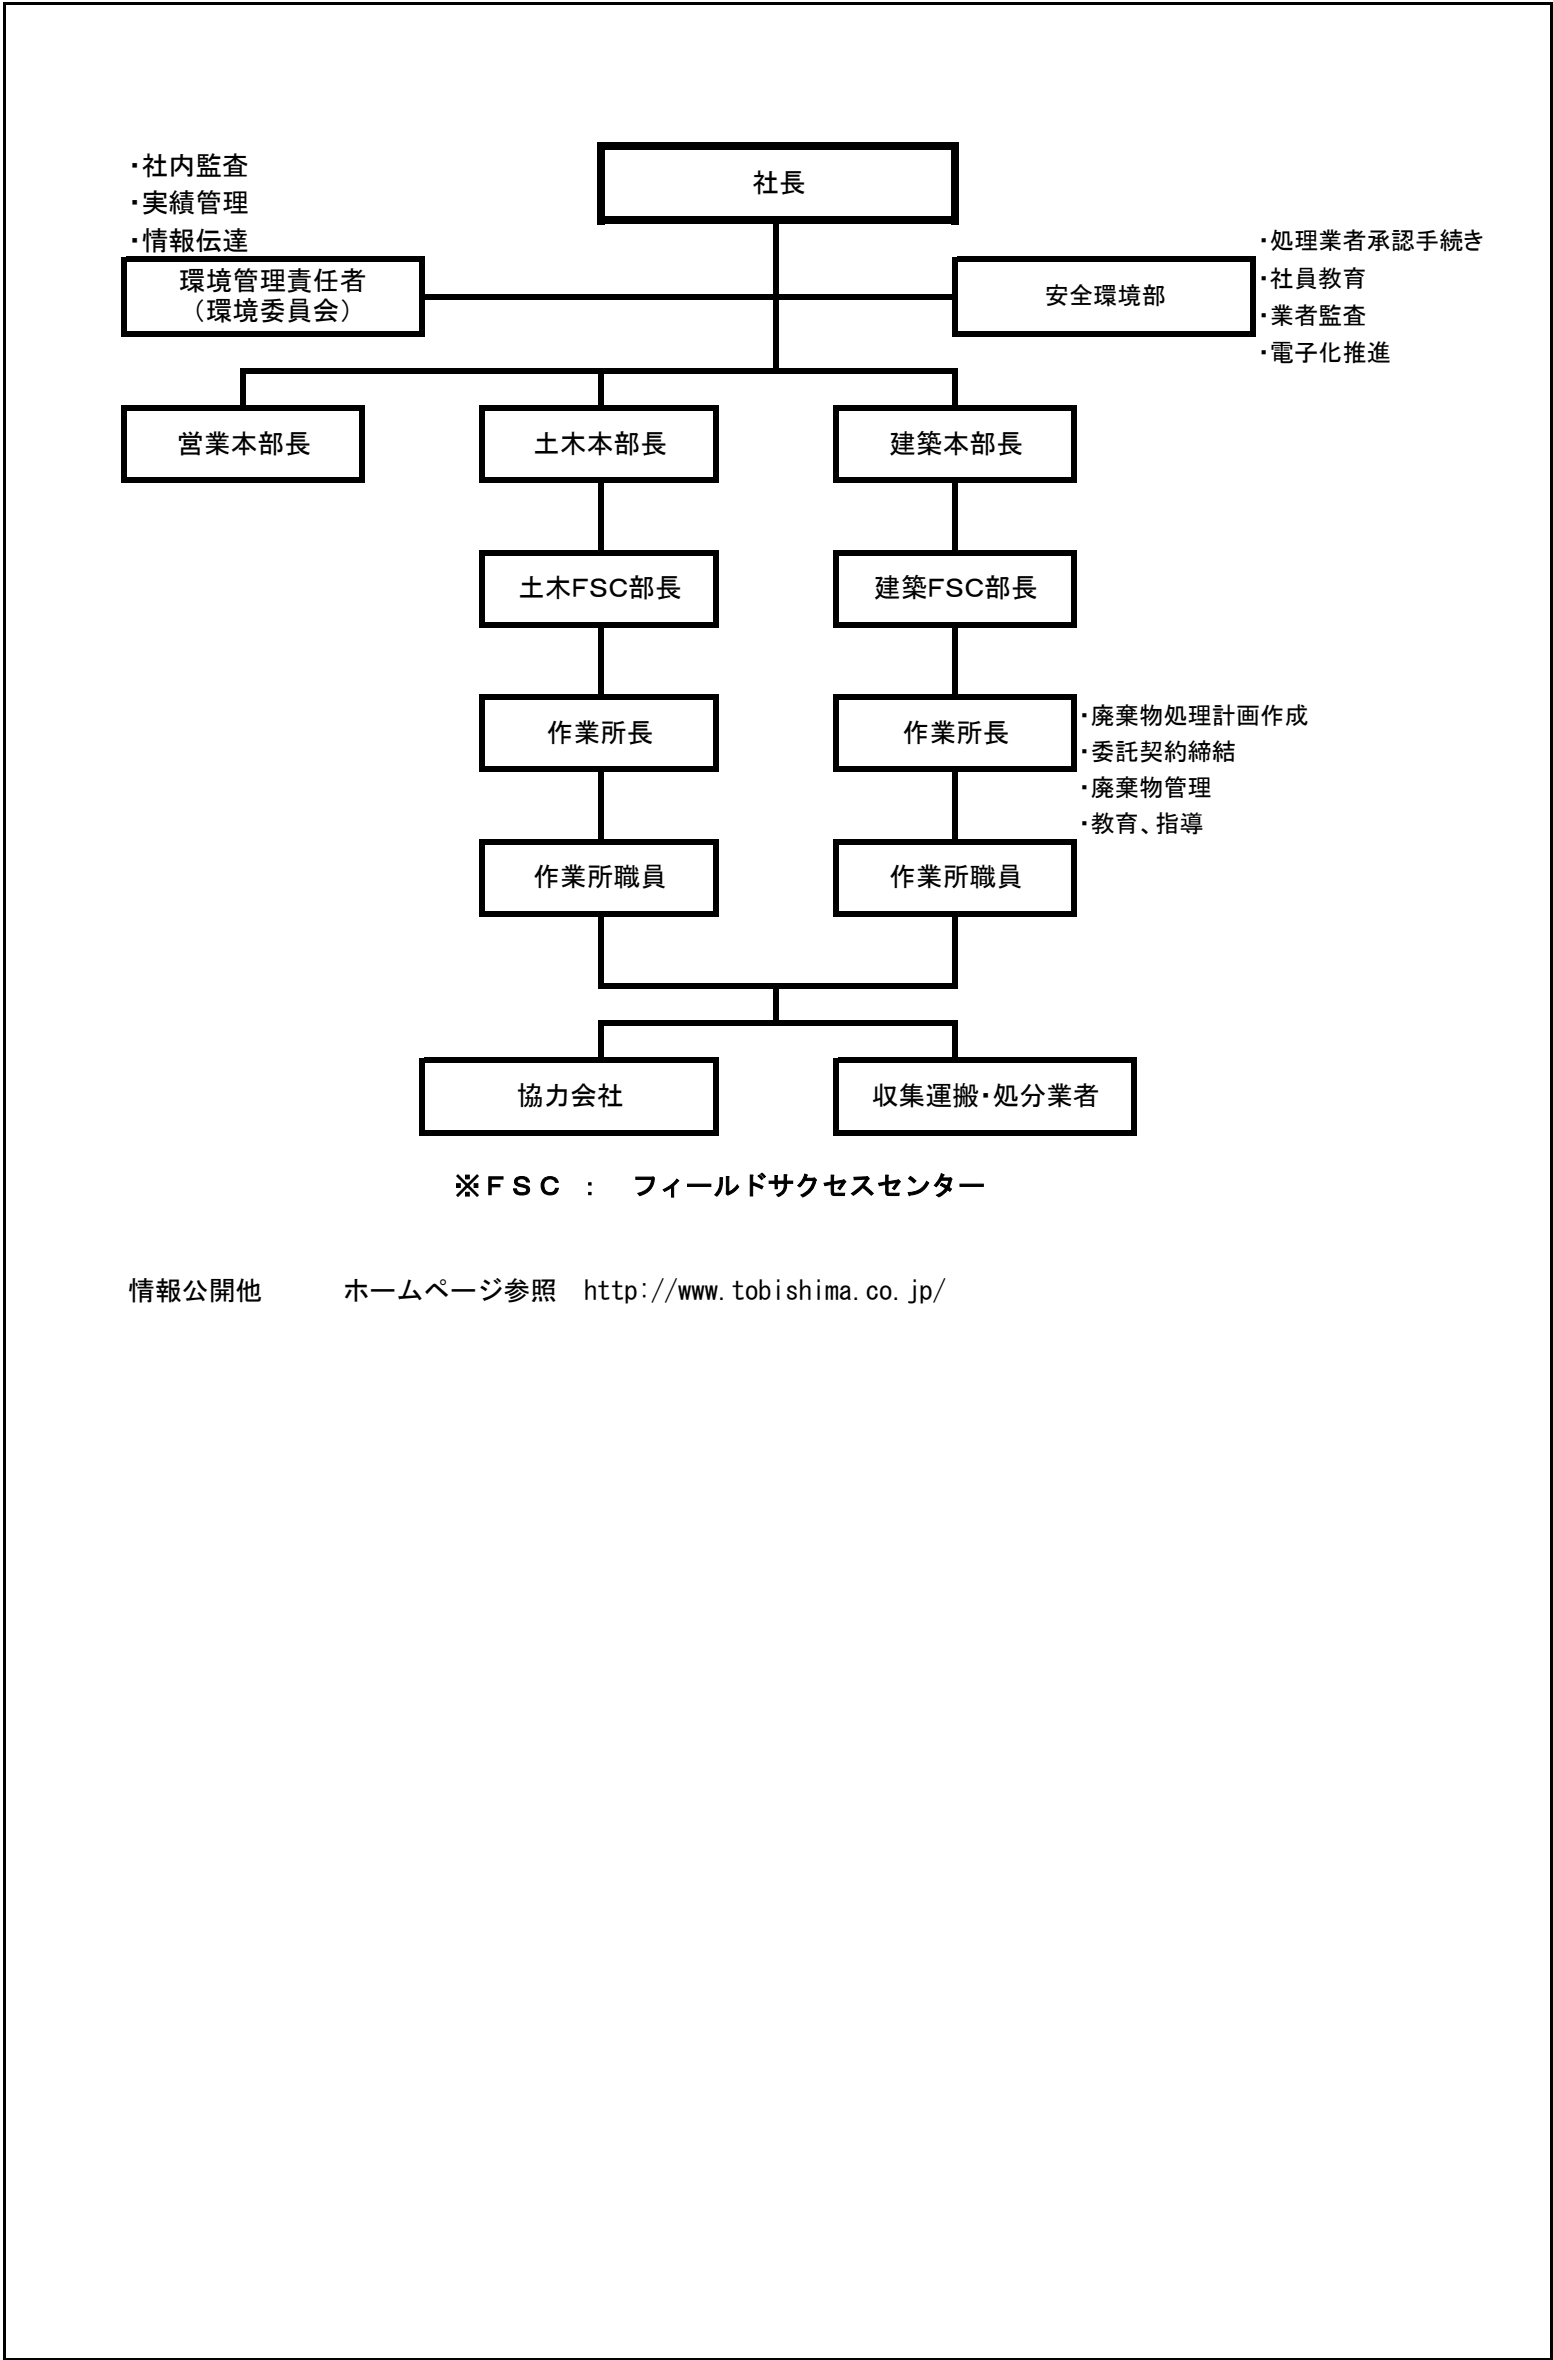 ・社内監査
・実績管理
・情報伝達
社長
・処理業者承認手続き
・社員教育
・業者監査
・電子化推進
環境管理責任者
（環境委員会）
安全環境部
営業本部長
土木本部長
建築本部長
土木FSC部長
建築FSC部長
作業所長
作業所長
・廃棄物処理計画作成
・委託契約締結
・廃棄物管理
・教育、指導
作業所職員
作業所職員
協力会社
収集運搬・処分業者
※ＦＳＣ　：　フィールドサクセスセンター
情報公開他　　　ホームページ参照　http://www.tobishima.co.jp/